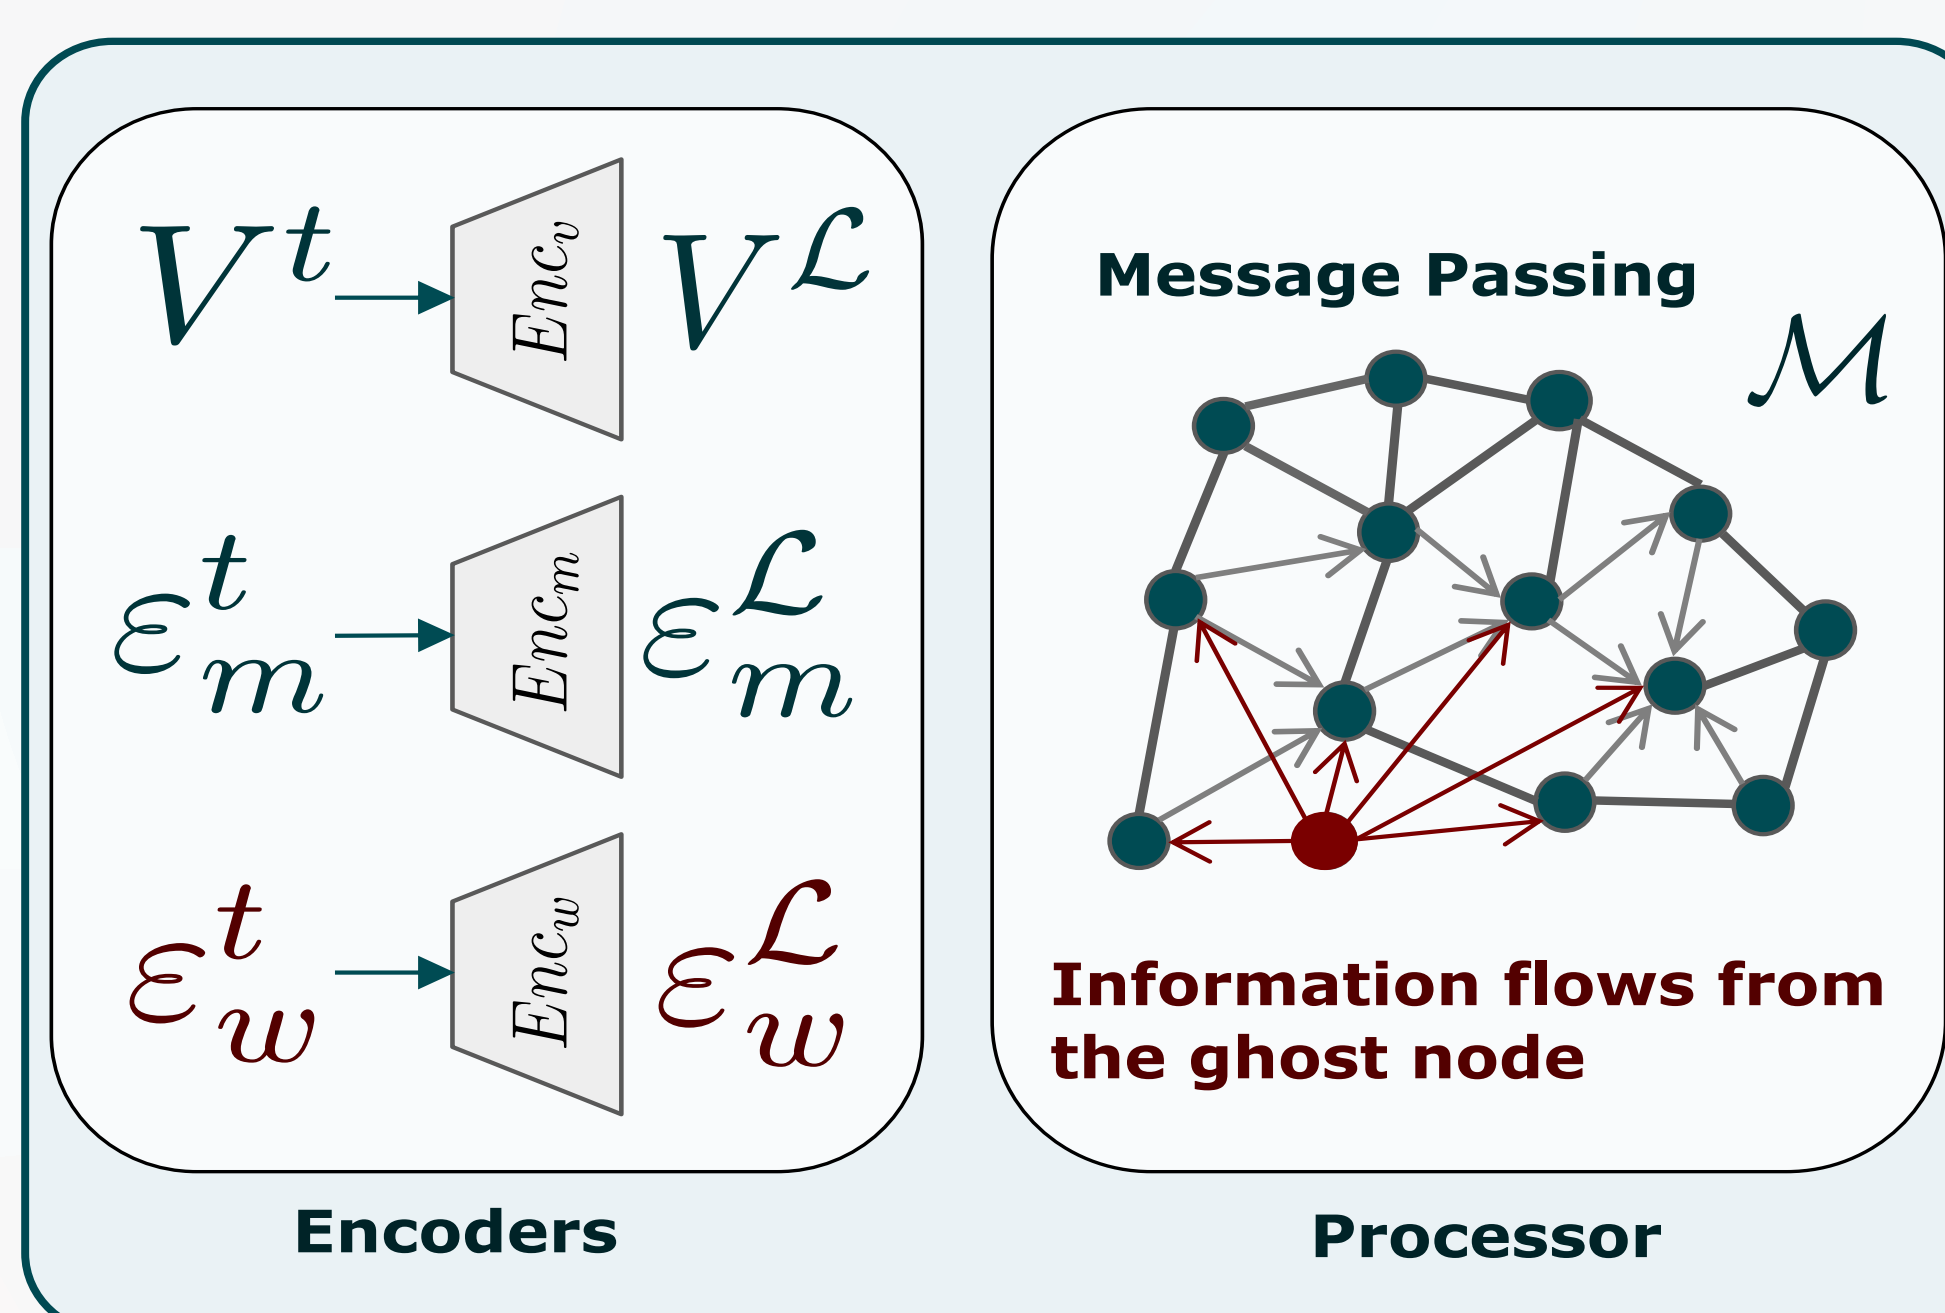 V^t Enc_v V^ℒ
ε_m^t Enc_m ε_m^ℒ
ε_w^t Enc_w ε_w^ℒ
Encoders
Message Passing
ℳ
Information flows from
the ghost node
Processor